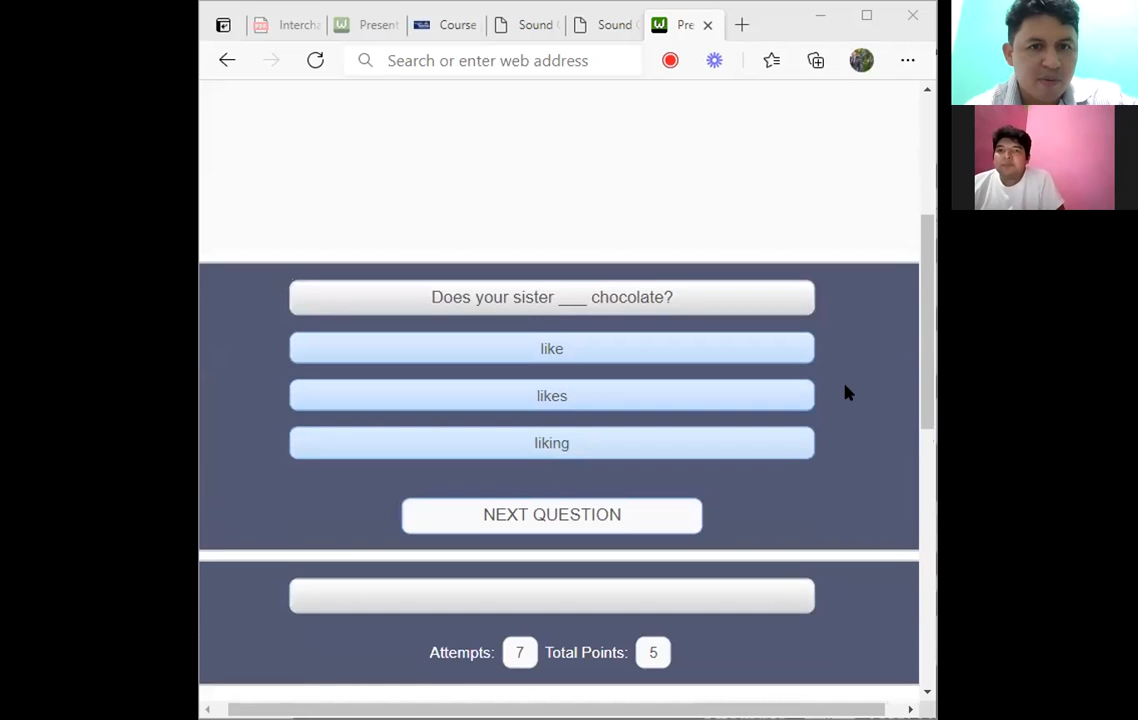 Intercha
Present
Course
Sound
Sound
Pre
Search or enter web address
Does your sister ___ chocolate?
like
likes
liking
NEXT QUESTION
Attempts: 7 Total Points: 5